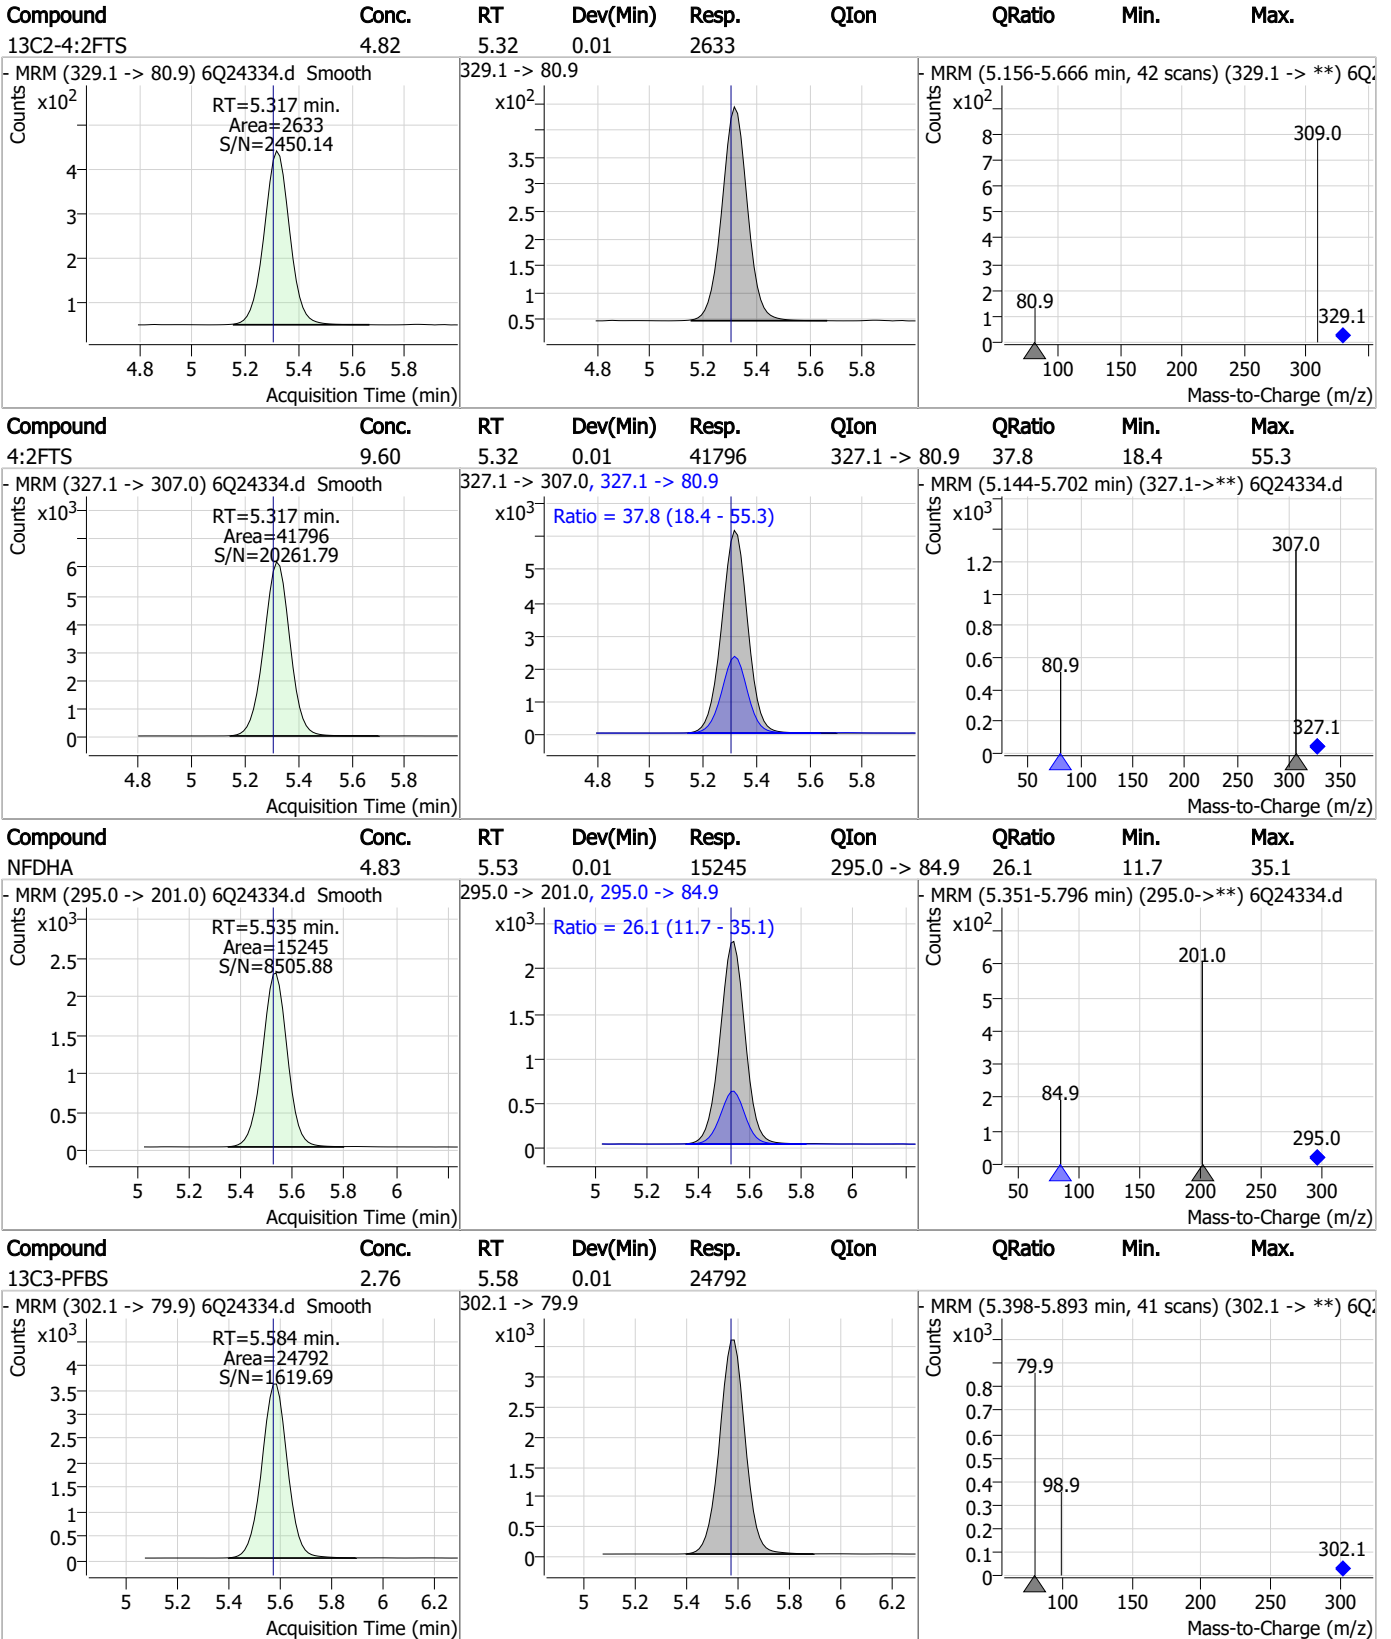 Compound Conc. RT Dev(Min) Resp. QIon QRatio Min. Max.
13C2-4:2FTS 4.82 5.32 0.01 2633
- MRM (329.1 -> 80.9) 6Q24334.d Smooth
Counts
x10²
RT=5.317 min.
Area=2633
S/N=2450.14
4
3
2
1
4.8 5 5.2 5.4 5.6 5.8
Acquisition Time (min)
329.1 -> 80.9
x10²
3.5
3
2.5
2
1.5
1
0.5
4.8 5 5.2 5.4 5.6 5.8
- MRM (5.156-5.666 min, 42 scans) (329.1 -> **) 6Q2
Counts
x10²
8
7
6
5
4
3
2
1
0
309.0
80.9
329.1
100 150 200 250 300
Mass-to-Charge (m/z)
Compound Conc. RT Dev(Min) Resp. QIon QRatio Min. Max.
4:2FTS 9.60 5.32 0.01 41796 327.1 -> 80.9 37.8 18.4 55.3
- MRM (327.1 -> 307.0) 6Q24334.d Smooth
Counts
x10³
RT=5.317 min.
Area=41796
S/N=20261.79
6
5
4
3
2
1
0
4.8 5 5.2 5.4 5.6 5.8
Acquisition Time (min)
327.1 -> 307.0, 327.1 -> 80.9
x10³
Ratio = 37.8 (18.4 - 55.3)
5
4
3
2
1
0
4.8 5 5.2 5.4 5.6 5.8
- MRM (5.144-5.702 min) (327.1->**) 6Q24334.d
Counts
x10³
1.2
1
0.8
0.6
0.4
0.2
0
307.0
80.9
327.1
50 100 150 200 250 300 350
Mass-to-Charge (m/z)
Compound Conc. RT Dev(Min) Resp. QIon QRatio Min. Max.
NFDHA 4.83 5.53 0.01 15245 295.0 -> 84.9 26.1 11.7 35.1
- MRM (295.0 -> 201.0) 6Q24334.d Smooth
Counts
x10³
RT=5.535 min.
Area=15245
S/N=8505.88
2.5
2
1.5
1
0.5
0
5 5.2 5.4 5.6 5.8 6
Acquisition Time (min)
295.0 -> 201.0, 295.0 -> 84.9
x10³
Ratio = 26.1 (11.7 - 35.1)
2
1.5
1
0.5
0
5 5.2 5.4 5.6 5.8 6
- MRM (5.351-5.796 min) (295.0->**) 6Q24334.d
Counts
x10²
6
5
4
3
2
1
0
201.0
84.9
295.0
50 100 150 200 250 300
Mass-to-Charge (m/z)
Compound Conc. RT Dev(Min) Resp. QIon QRatio Min. Max.
13C3-PFBS 2.76 5.58 0.01 24792
- MRM (302.1 -> 79.9) 6Q24334.d Smooth
Counts
x10³
RT=5.584 min.
Area=24792
S/N=1619.69
4
3.5
3
2.5
2
1.5
1
0.5
0
5 5.2 5.4 5.6 5.8 6 6.2
Acquisition Time (min)
302.1 -> 79.9
x10³
3
2.5
2
1.5
1
0.5
0
5 5.2 5.4 5.6 5.8 6 6.2
- MRM (5.398-5.893 min, 41 scans) (302.1 -> **) 6Q2
Counts
x10³
0.8
0.7
0.6
0.5
0.4
0.3
0.2
0.1
0
79.9
98.9
302.1
100 150 200 250 300
Mass-to-Charge (m/z)